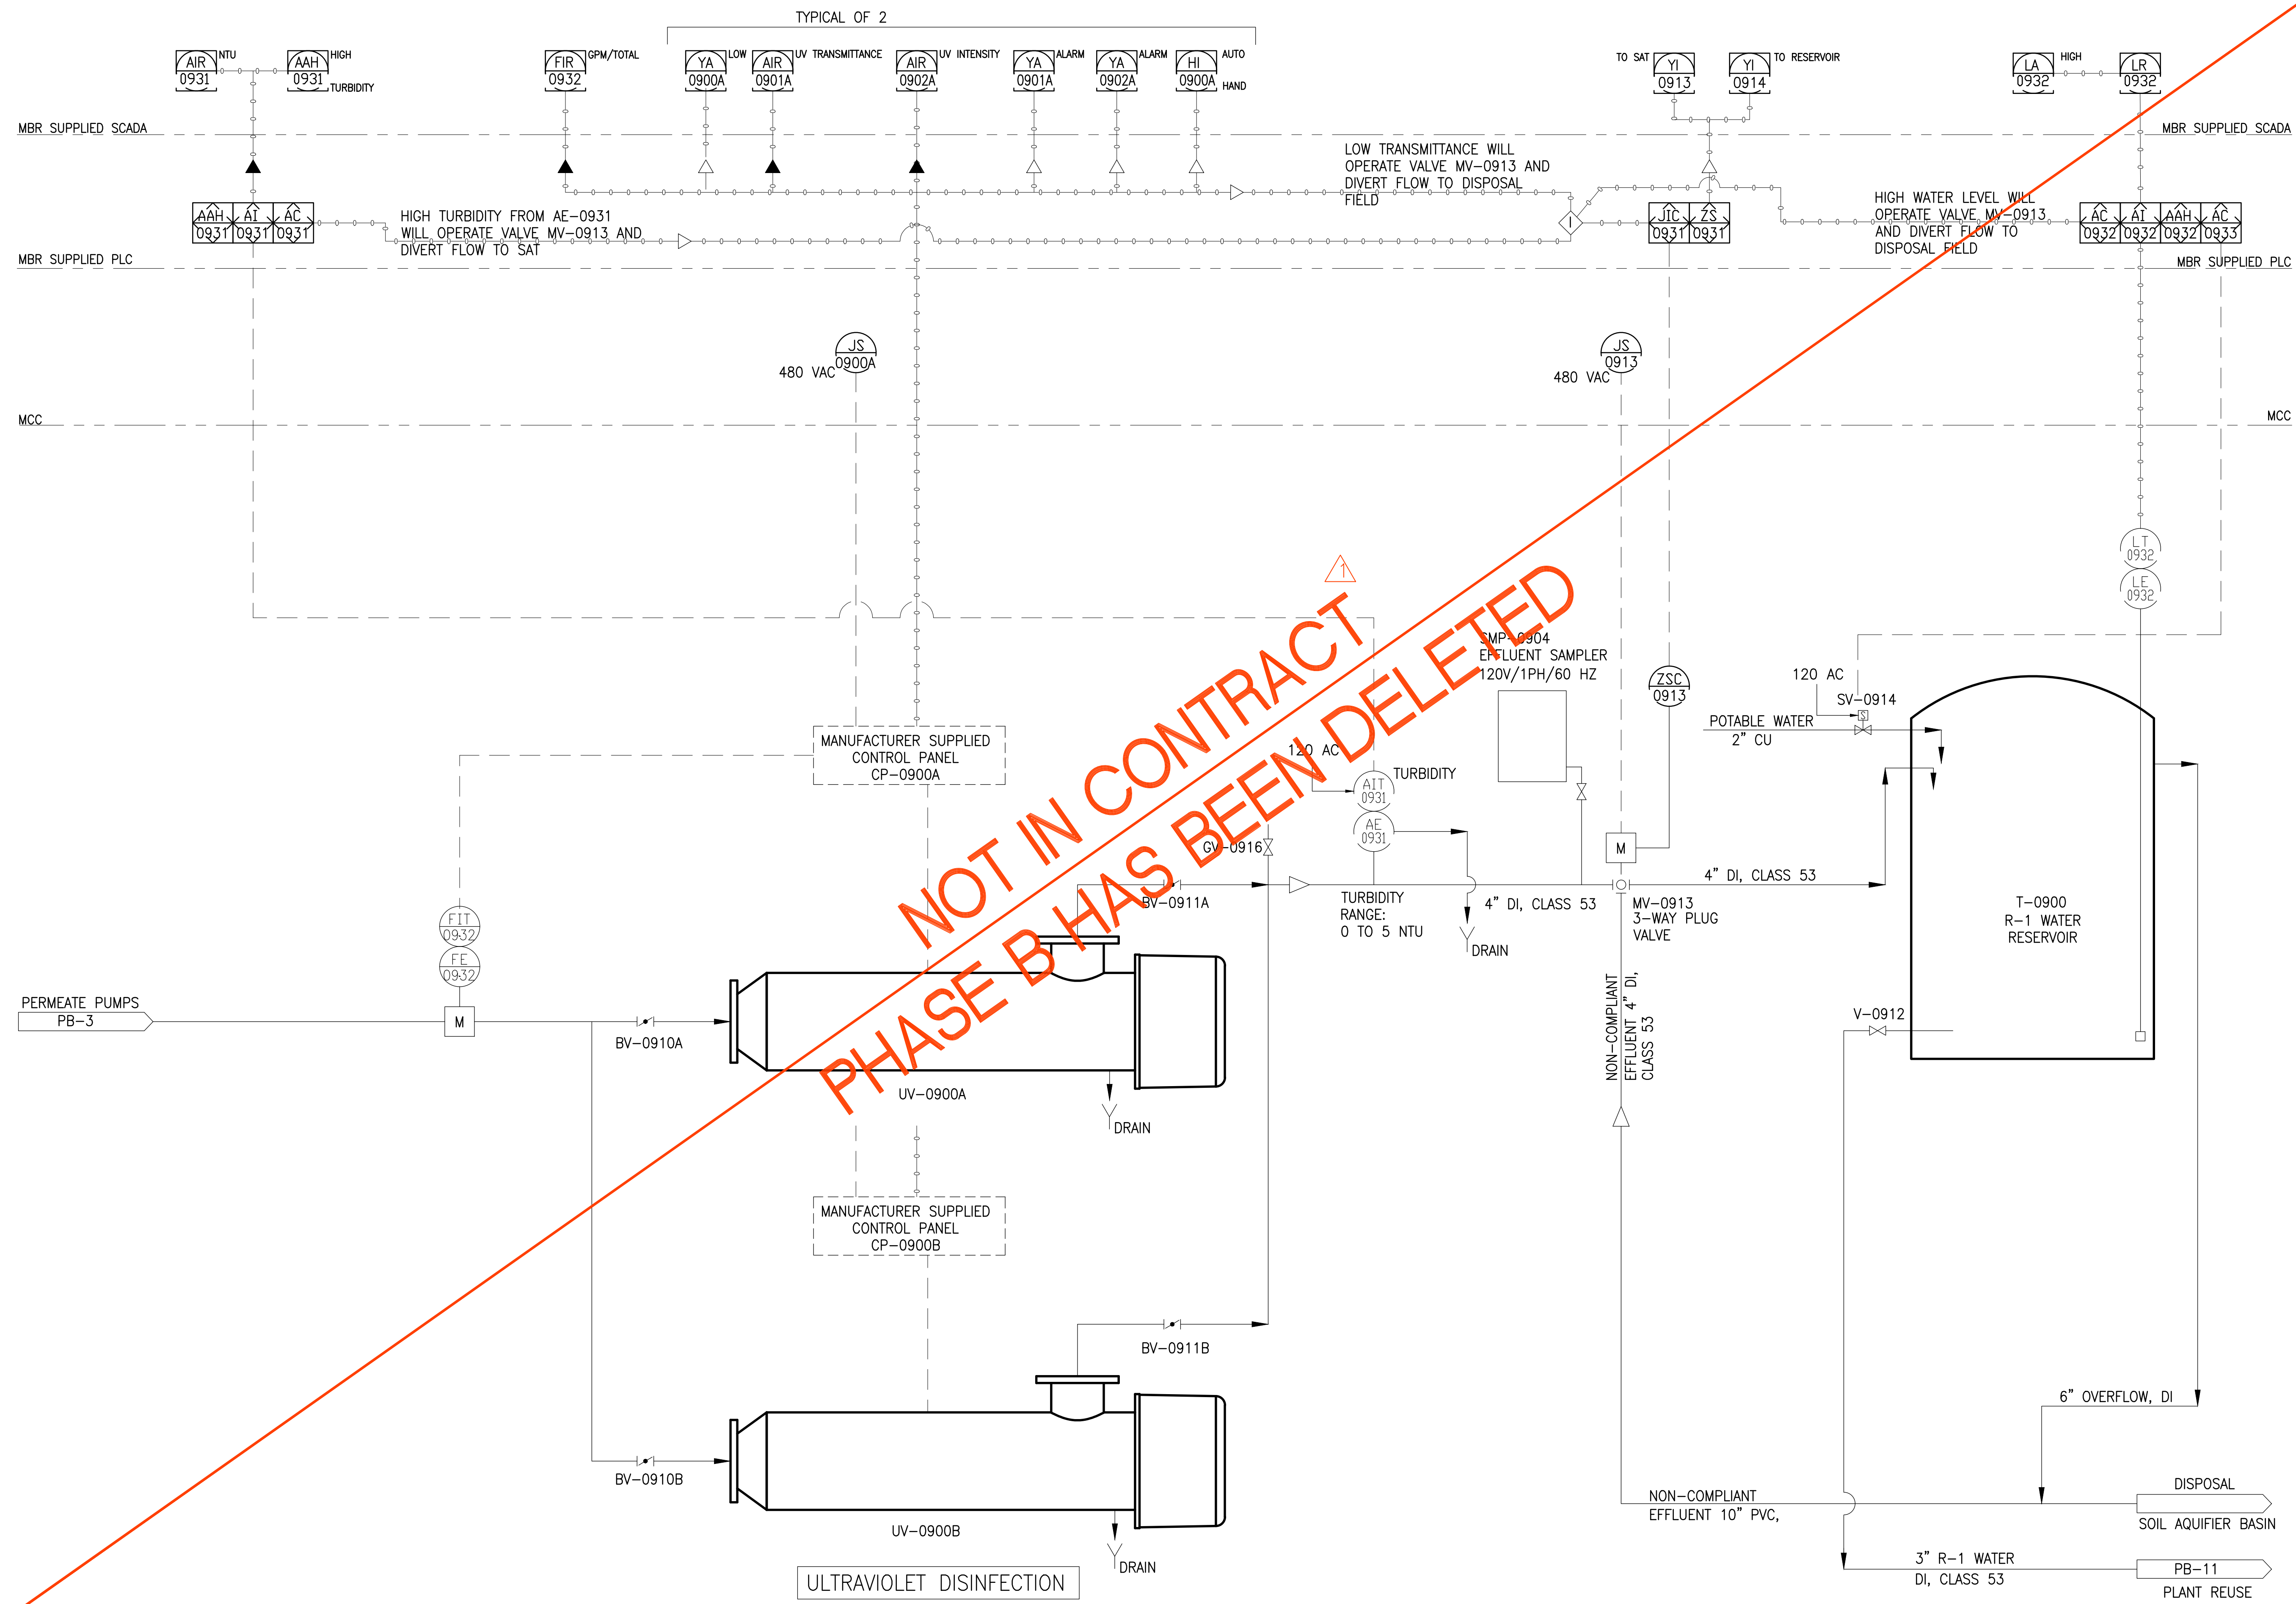 TYPICAL OF 2
AIR
0931
NTU
AAH
0931
HIGH
TURBIDITY
FIR
0932
GPM/TOTAL
YA
0900A
LOW
AIR
0901A
UV TRANSMITTANCE
AIR
0902A
UV INTENSITY
YA
0901A
ALARM
YA
0902A
ALARM
HI
0900A
AUTO
HAND
TO SAT
YI
0913
YI
0914
TO RESERVOIR
LA
0932
HIGH
LR
0932
MBR SUPPLIED SCADA
MBR SUPPLIED SCADA
LOW TRANSMITTANCE WILL
OPERATE VALVE MV-0913 AND
DIVERT FLOW TO DISPOSAL
FIELD
AAH
0931
AI
0931
AC
0931
HIGH TURBIDITY FROM AE-0931
WILL OPERATE VALVE MV-0913 AND
DIVERT FLOW TO SAT
I
JIC
0931
ZS
0931
HIGH WATER LEVEL WILL
OPERATE VALVE MV-0913
AND DIVERT FLOW TO
DISPOSAL FIELD
AC
0932
AI
0932
AAH
0932
AC
0933
MBR SUPPLIED PLC
MBR SUPPLIED PLC
JS
0900A
480 VAC
JS
0913
480 VAC
MCC
MCC
LT
0932
LE
0932
1
NOT IN CONTRACT
PHASE B HAS BEEN DELETED
SMP-0904
EFFLUENT SAMPLER
120V/1PH/60 HZ
ZSC
0913
120 AC
SV-0914
S
POTABLE WATER
2" CU
MANUFACTURER SUPPLIED
CONTROL PANEL
CP-0900A
120 AC
AIT
0931
TURBIDITY
AE
0931
GV-0916
M
BV-0911A
TURBIDITY
RANGE:
0 TO 5 NTU
4" DI, CLASS 53
DRAIN
MV-0913
3-WAY PLUG
VALVE
4" DI, CLASS 53
T-0900
R-1 WATER
RESERVOIR
FIT
0932
FE
0932
PERMEATE PUMPS
PB-3
M
BV-0910A
UV-0900A
DRAIN
NON-COMPLIANT
EFFLUENT 4" DI,
CLASS 53
V-0912
MANUFACTURER SUPPLIED
CONTROL PANEL
CP-0900B
BV-0911B
BV-0910B
UV-0900B
DRAIN
6" OVERFLOW, DI
NON-COMPLIANT
EFFLUENT 10" PVC,
DISPOSAL
SOIL AQUIFIER BASIN
3" R-1 WATER
DI, CLASS 53
PB-11
PLANT REUSE
ULTRAVIOLET DISINFECTION